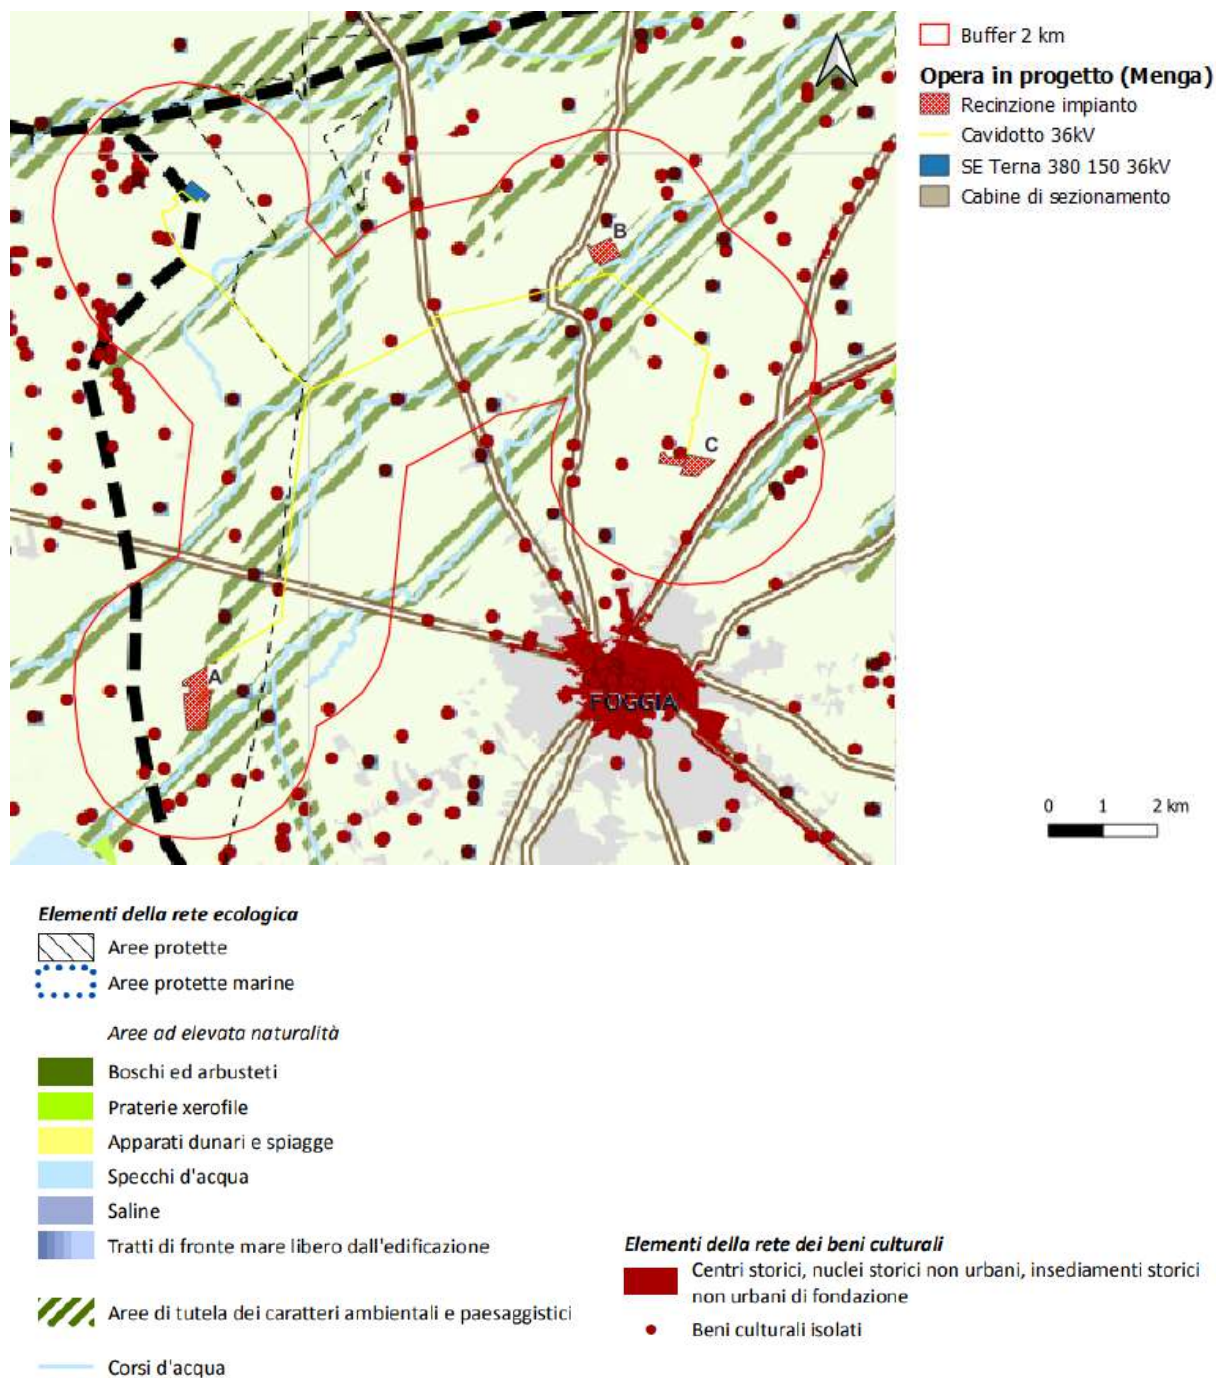 Buffer 2 km
Opera in progetto (Menga)
Recinzione impianto
Cavidotto 36kV
SE Terna 380 150 36kV
Cabine di sezionamento
B
C
A
FOGGIA
0 1 2 km
Elementi della rete ecologica
Aree protette
Aree protette marine
Aree ad elevata naturalità
Boschi ed arbusteti
Praterie xerofile
Apparati dunari e spiagge
Specchi d'acqua
Saline
Tratti di fronte mare libero dall'edificazione
Aree di tutela dei caratteri ambientali e paesaggistici
Corsi d'acqua
Elementi della rete dei beni culturali
Centri storici, nuclei storici non urbani, insediamenti storici
non urbani di fondazione
Beni culturali isolati